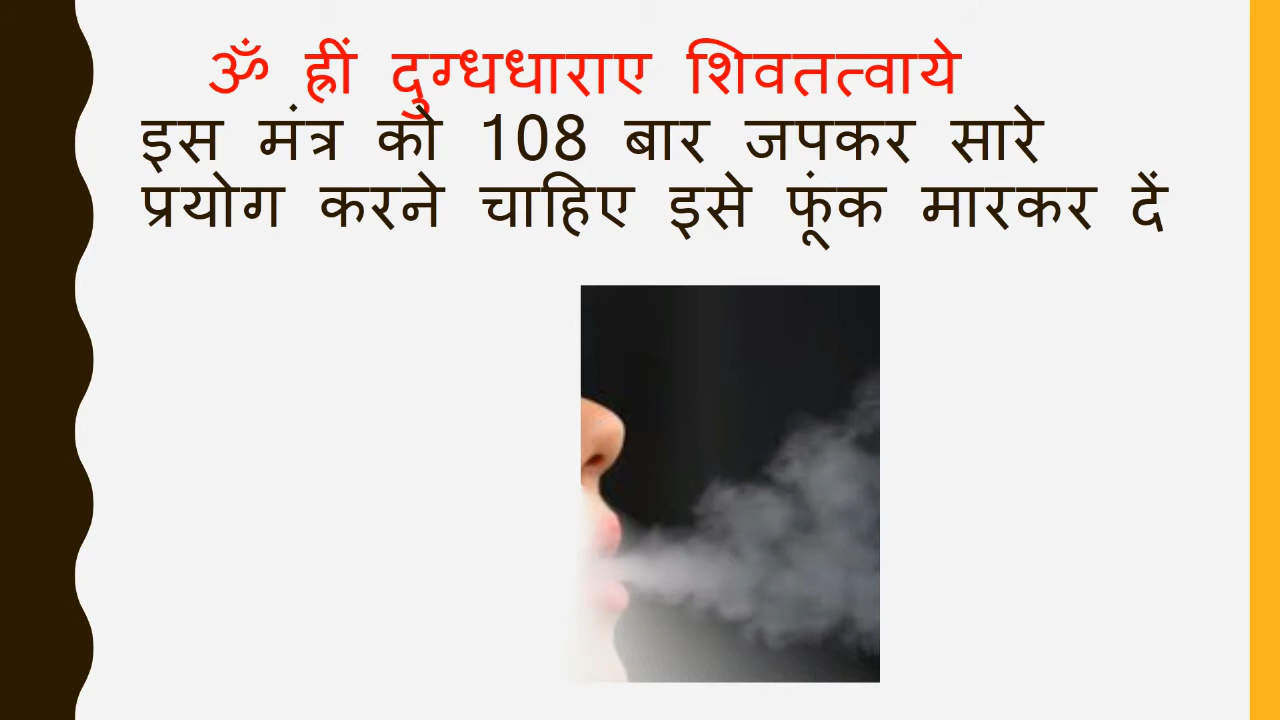 ॐ ह्रीं दुग्धधाराए शिवतत्वाये
इस मंत्र को 108 बार जपकर सारे
प्रयोग करने चाहिए इसे फूंक मारकर दें